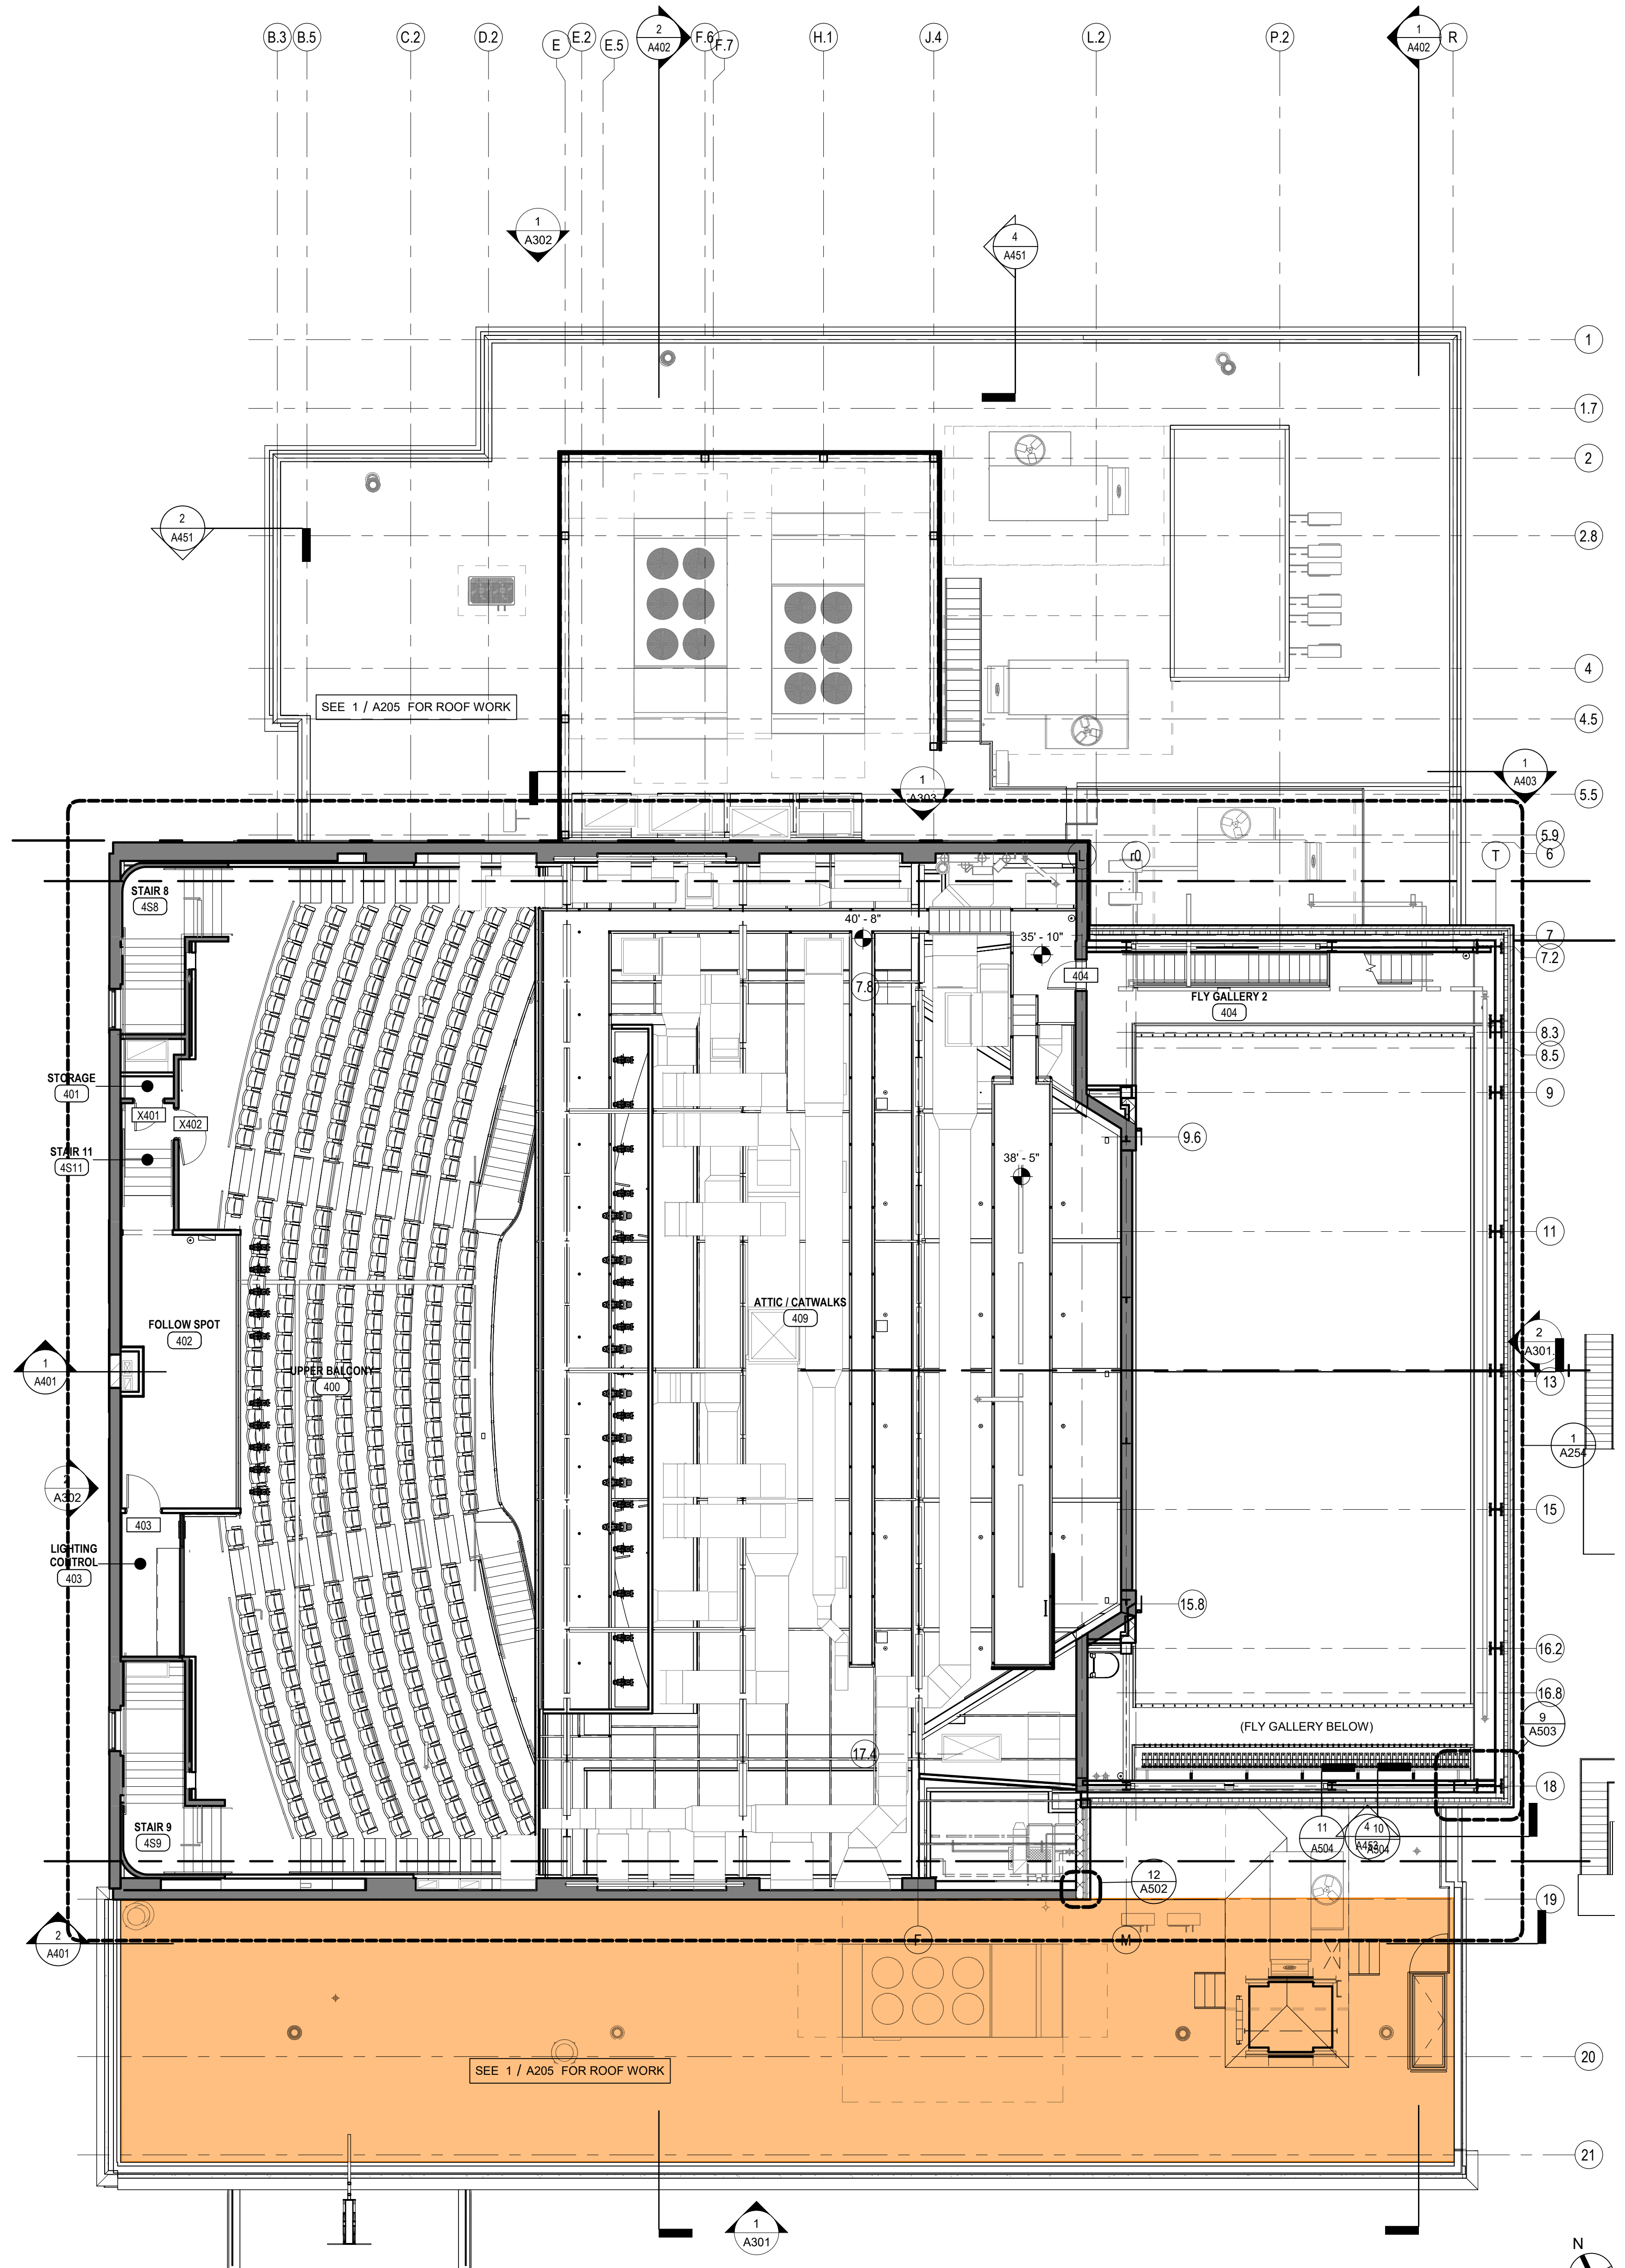 B.3
B.5
C.2
D.2
E
E.2
E.5
2
A402
F.6
F.7
H.1
J.4
L.2
P.2
1
A402
R
1
A302
4
A451
1
1.7
2
2
A451
2.8
4
SEE 1 / A205 FOR ROOF WORK
4.5
1
A403
1
A303
5.5
5.9
6
L
T
STAIR 8
4S8
40' - 8"
35' - 10"
7
7.2
404
7.8
FLY GALLERY 2
404
8.3
8.5
STORAGE
401
X401
X402
9
9.6
STAIR 11
4S11
38' - 5"
11
ATTIC / CATWALKS
409
FOLLOW SPOT
402
2
A301.
1
A401
UPPER BALCONY
400
13
1
A254
2
A302
403
15
LIGHTING
CONTROL
403
15.8
16.2
16.8
9
A503
(FLY GALLERY BELOW)
17.4
18
STAIR 9
4S9
11
A504
4
A453
10
A504
12
A502
19
2
A401
F
M
20
SEE 1 / A205 FOR ROOF WORK
21
1
A301
N